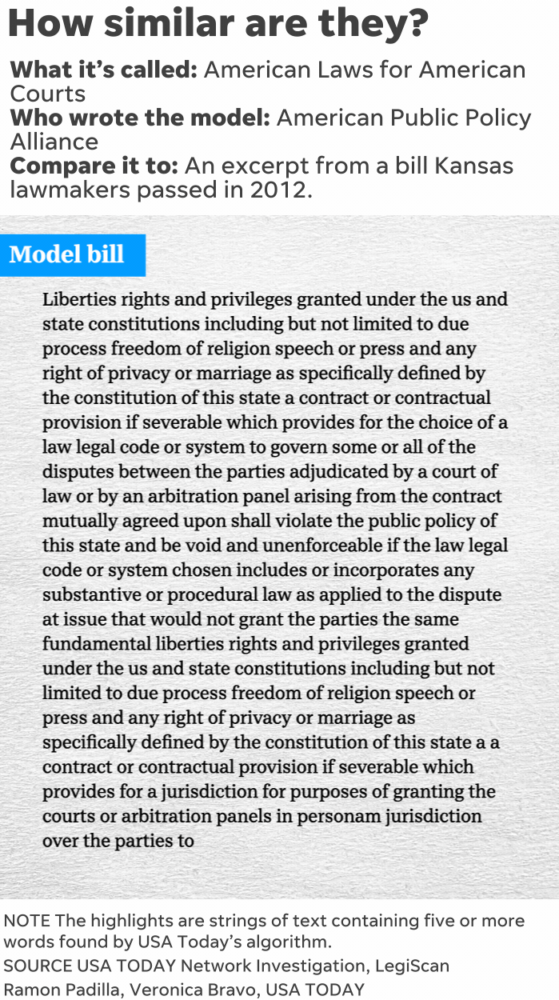 How similar are they?
What it’s called: American Laws for American
Courts
Who wrote the model: American Public Policy
Alliance
Compare it to: An excerpt from a bill Kansas
lawmakers passed in 2012.
Model bill
Liberties rights and privileges granted under the us and
state constitutions including but not limited to due
process freedom of religion speech or press and any
right of privacy or marriage as specifically defined by
the constitution of this state a contract or contractual
provision if severable which provides for the choice of a
law legal code or system to govern some or all of the
disputes between the parties adjudicated by a court of
law or by an arbitration panel arising from the contract
mutually agreed upon shall violate the public policy of
this state and be void and unenforceable if the law legal
code or system chosen includes or incorporates any
substantive or procedural law as applied to the dispute
at issue that would not grant the parties the same
fundamental liberties rights and privileges granted
under the us and state constitutions including but not
limited to due process freedom of religion speech or
press and any right of privacy or marriage as
specifically defined by the constitution of this state a a
contract or contractual provision if severable which
provides for a jurisdiction for purposes of granting the
courts or arbitration panels in personam jurisdiction
over the parties to
NOTE The highlights are strings of text containing five or more
words found by USA Today’s algorithm.
SOURCE USA TODAY Network Investigation, LegiScan
Ramon Padilla, Veronica Bravo, USA TODAY